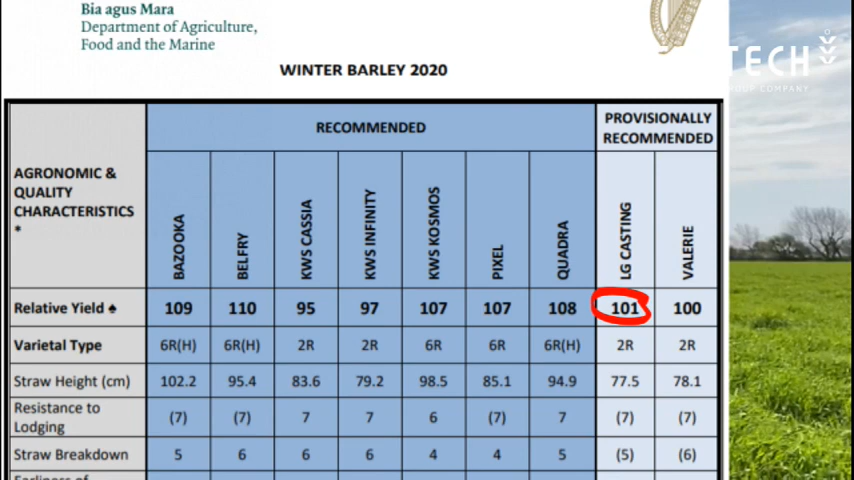 Bia agus Mara
Department of Agriculture,
Food and the Marine
TECH
GROUP COMPANY
WINTER BARLEY 2020
AGRONOMIC & QUALITY CHARACTERISTICS * RECOMMENDED PROVISIONALLY RECOMMENDED
BAZOOKA BELFRY KWS CASSIA KWS INFINITY KWS KOSMOS PIXEL QUADRA LG CASTING VALERIE
Relative Yield ♠ 109 110 95 97 107 107 108 101 100
Varietal Type 6R(H) 6R(H) 2R 2R 6R 6R 6R(H) 2R 2R
Straw Height (cm) 102.2 95.4 83.6 79.2 98.5 85.1 94.9 77.5 78.1
Resistance to Lodging (7) (7) 7 7 6 (7) 7 (7) (7)
Straw Breakdown 5 6 6 6 4 4 5 (5) (6)